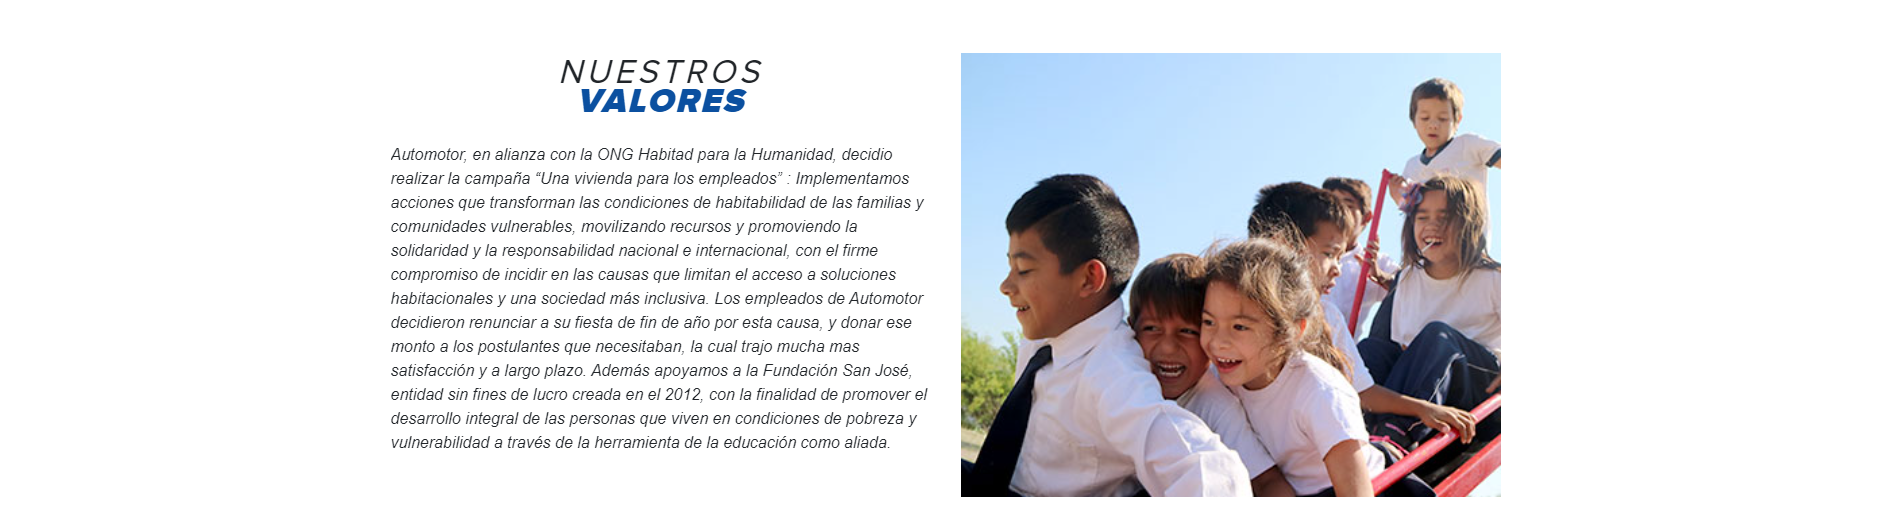 NUESTROS
VALORES
Automotor, en alianza con la ONG Habitad para la Humanidad, decidio
realizar la campaña “Una vivienda para los empleados” : Implementamos
acciones que transforman las condiciones de habitabilidad de las familias y
comunidades vulnerables, movilizando recursos y promoviendo la
solidaridad y la responsabilidad nacional e internacional, con el firme
compromiso de incidir en las causas que limitan el acceso a soluciones
habitacionales y una sociedad más inclusiva. Los empleados de Automotor
decidieron renunciar a su fiesta de fin de año por esta causa, y donar ese
monto a los postulantes que necesitaban, la cual trajo mucha mas
satisfacción y a largo plazo. Además apoyamos a la Fundación San José,
entidad sin fines de lucro creada en el 2012, con la finalidad de promover el
desarrollo integral de las personas que viven en condiciones de pobreza y
vulnerabilidad a través de la herramienta de la educación como aliada.